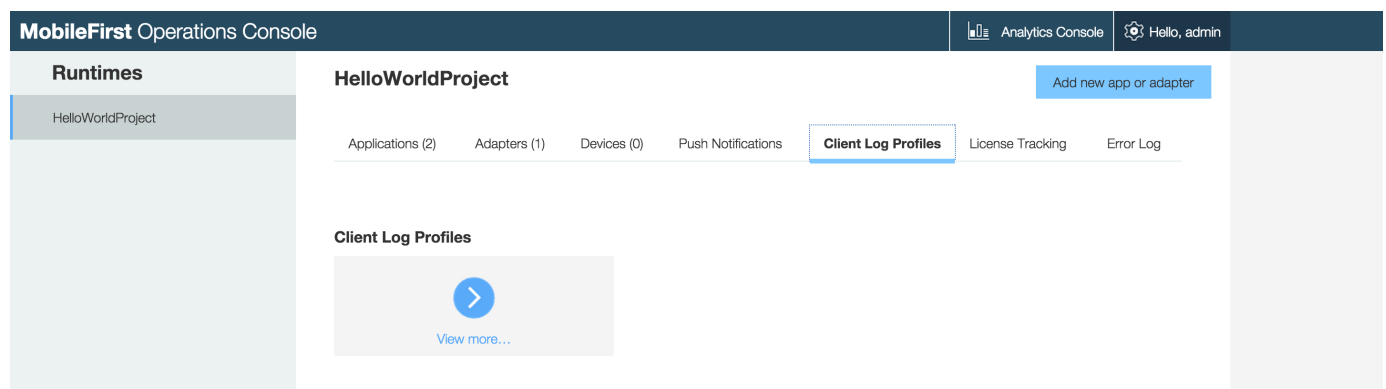 MobileFirst Operations Console
Analytics Console
Hello, admin
Runtimes
HelloWorldProject
HelloWorldProject
Add new app or adapter
Applications (2)
Adapters (1)
Devices (0)
Push Notifications
Client Log Profiles
License Tracking
Error Log
Client Log Profiles
View more...